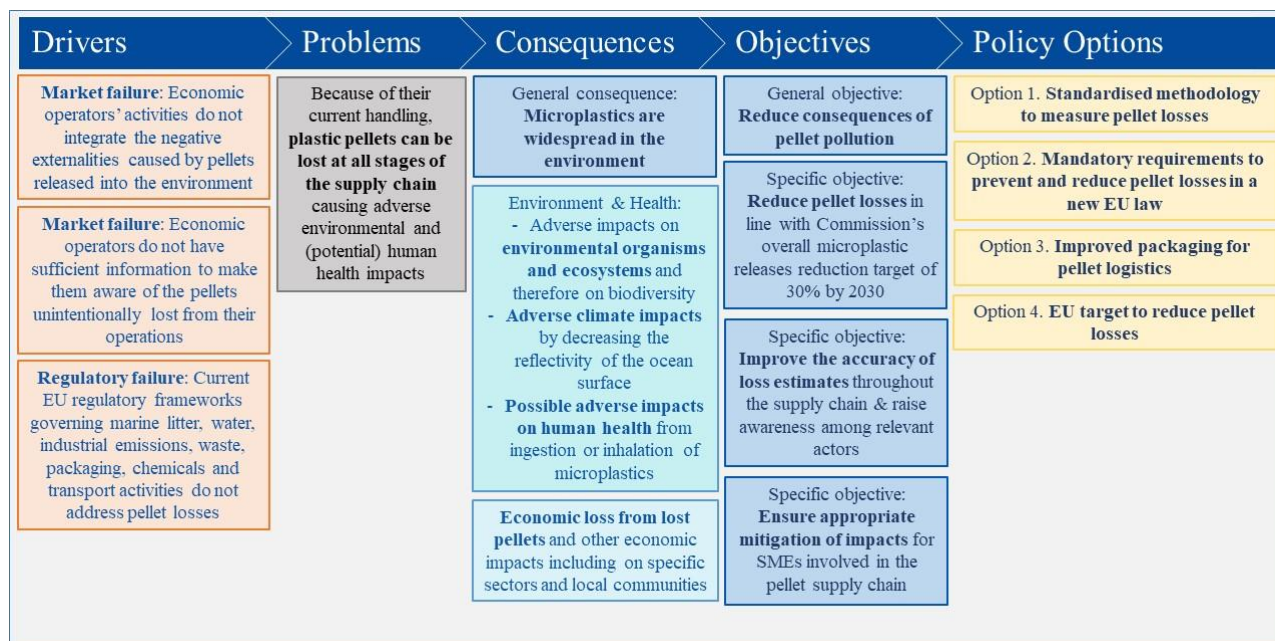 Drivers
Problems
Consequences
Objectives
Policy Options
Market failure: Economic
operators' activities do not
integrate the negative
externalities caused by pellets
released into the environment
Market failure: Economic
operators do not have
sufficient information to make
them aware of the pellets
unintentionally lost from their
operations
Regulatory failure: Current
EU regulatory frameworks
governing marine litter, water,
industrial emissions, waste,
packaging, chemicals and
transport activities do not
address pellet losses
Because of their
current handling,
plastic pellets can be
lost at all stages of
the supply chain
causing adverse
environmental and
(potential) human
health impacts
General consequence:
Microplastics are
widespread in the
environment
Environment & Health:
- Adverse impacts on
environmental organisms
and ecosystems and
therefore on biodiversity
- Adverse climate impacts
by decreasing the
reflectivity of the ocean
surface
- Possible adverse impacts
on human health from
ingestion or inhalation of
microplastics
Economic loss from lost
pellets and other economic
impacts including on specific
sectors and local communities
General objective:
Reduce consequences of
pellet pollution
Specific objective:
Reduce pellet losses in
line with Commission's
overall microplastic
releases reduction target of
30% by 2030
Specific objective:
Improve the accuracy of
loss estimates throughout
the supply chain & raise
awareness among relevant
actors
Specific objective:
Ensure appropriate
mitigation of impacts for
SMEs involved in the
pellet supply chain
Option 1. Standardised methodology
to measure pellet losses
Option 2. Mandatory requirements to
prevent and reduce pellet losses in a
new EU law
Option 3. Improved packaging for
pellet logistics
Option 4. EU target to reduce pellet
losses